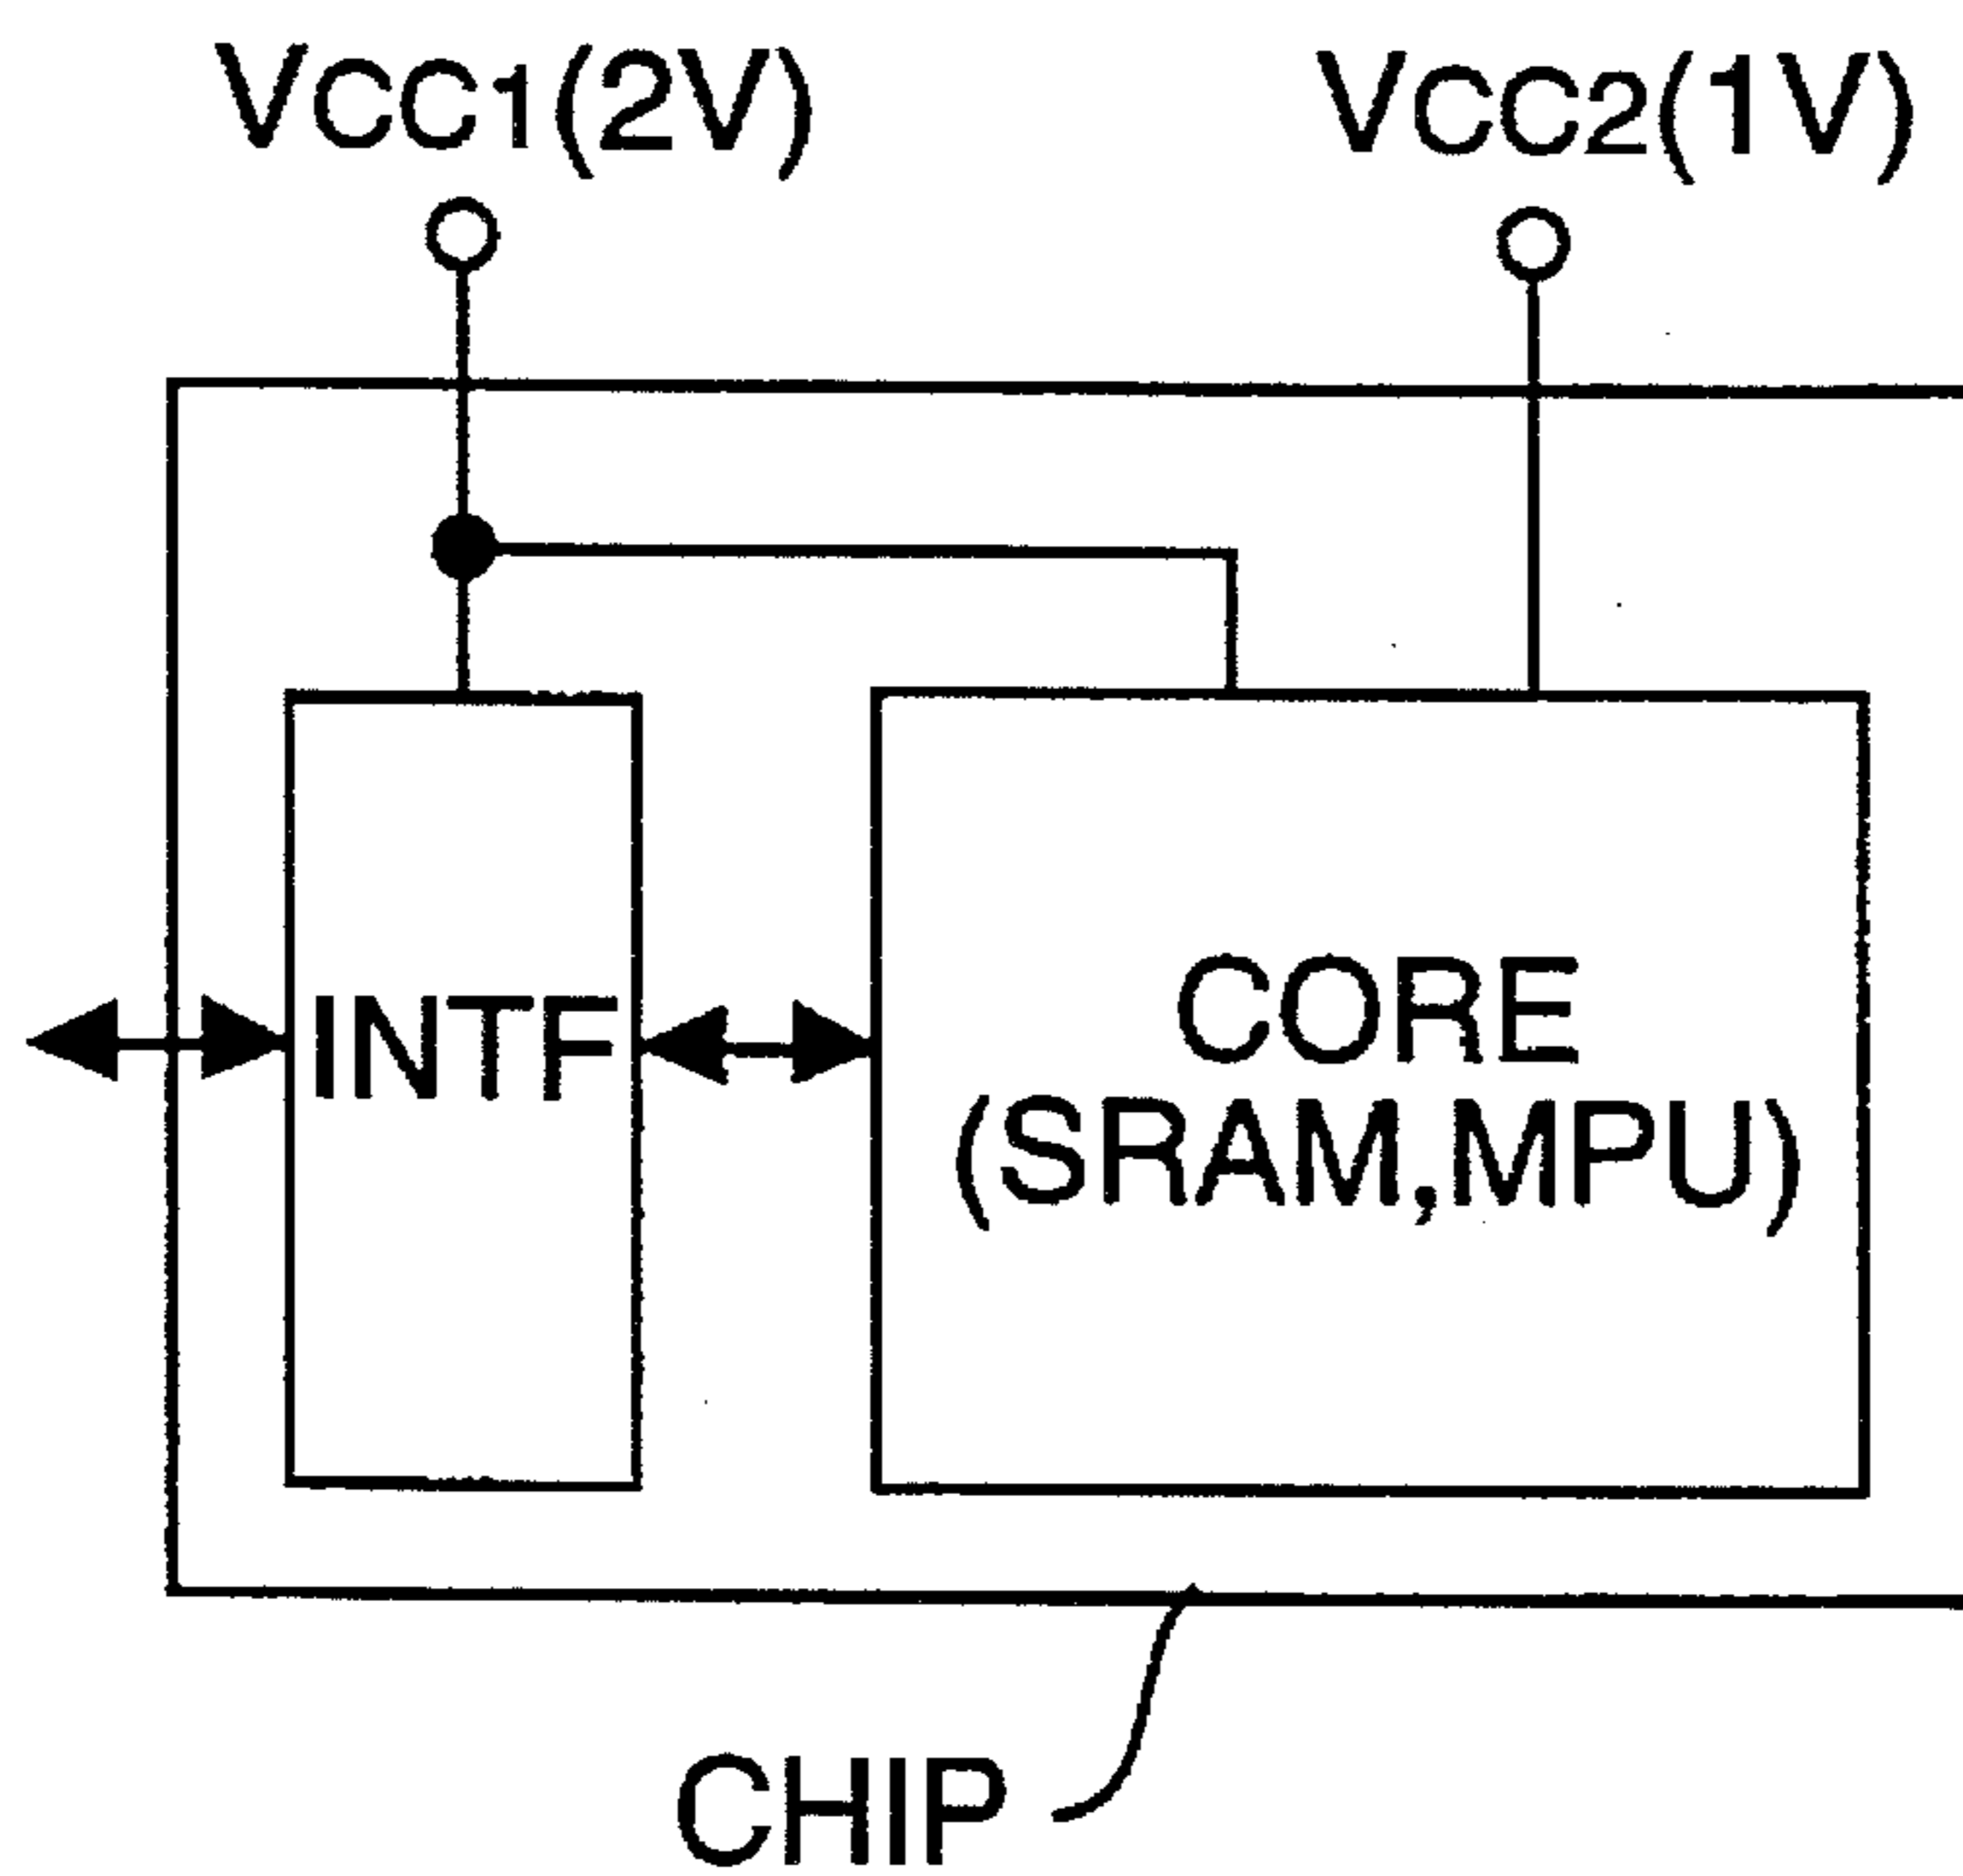 VCC1(2V)
VCC2(1V)
INTF
CORE
(SRAM,MPU)
CHIP